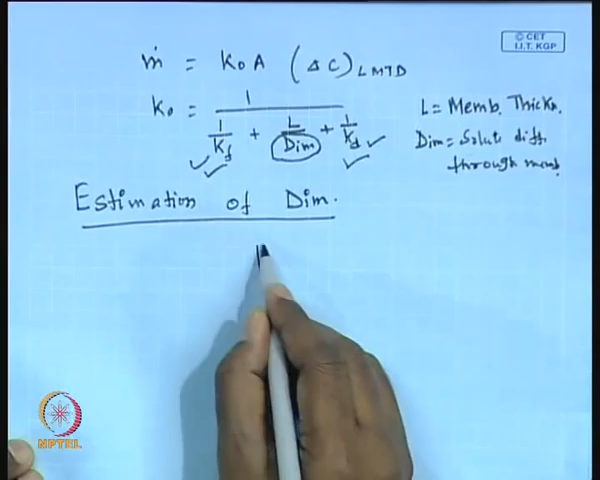 ṁ = K₀A (ΔC)LMTD
© CET
I.I.T. KGP
K₀ = 1 / (1/Kf + L/Dim + 1/Kd)
L = Memb. Thickn.
Dim = Solute diff.
through memb.
Estimation of Dim.
NPTEL